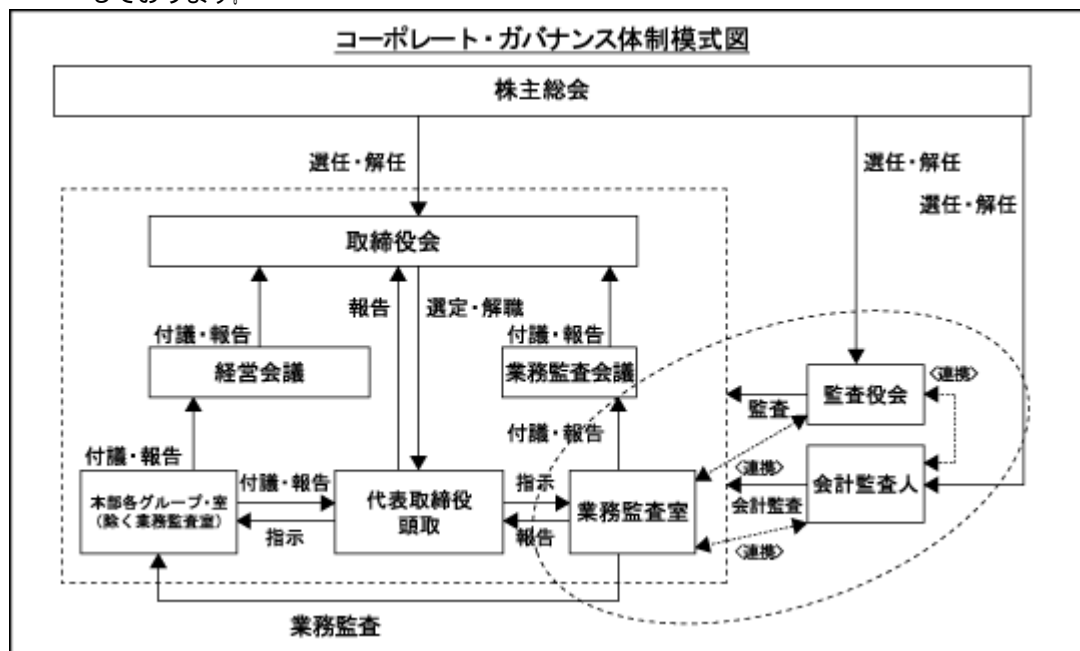 しております。
コーポレート・ガバナンス体制模式図
株主総会
選任・解任
選任・解任
選任・解任
取締役会
報告
選定・解職
付議・報告
付議・報告
経営会議
業務監査会議
監査役会
〈連携〉
監査
付議・報告
付議・報告
本部各グループ・室
(除く業務監査室)
付議・報告
指示
代表取締役
頭取
指示
報告
業務監査室
〈連携〉
会計監査
会計監査人
〈連携〉
業務監査